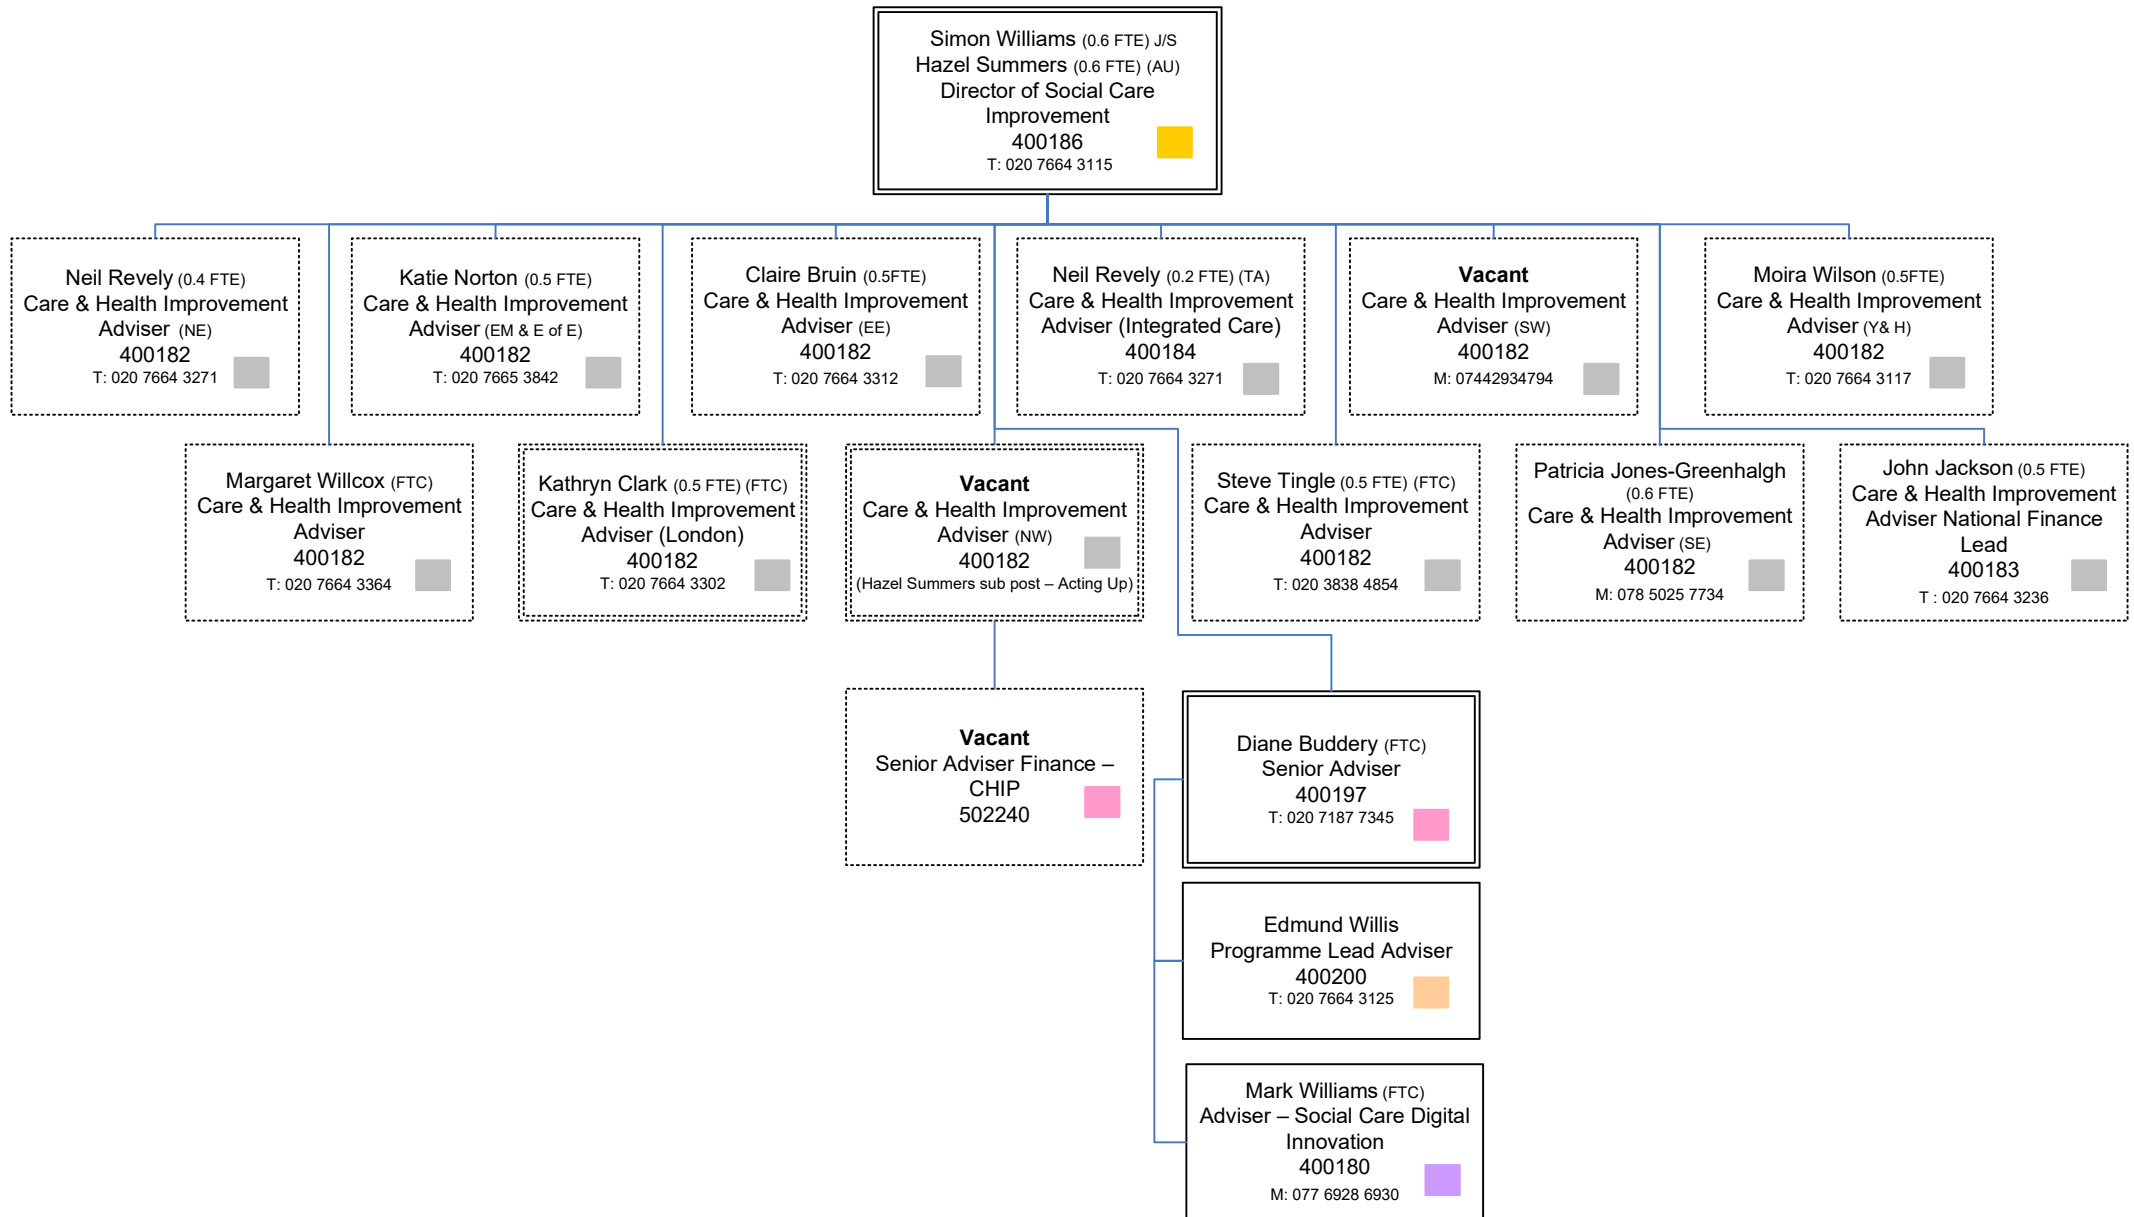 Simon Williams (0.6 FTE) J/S
Hazel Summers (0.6 FTE) (AU)
Director of Social Care
Improvement
400186
T: 020 7664 3115
Neil Revely (0.4 FTE)
Care & Health Improvement
Adviser (NE)
400182
T: 020 7664 3271
Katie Norton (0.5 FTE)
Care & Health Improvement
Adviser (EM & E of E)
400182
T: 020 7665 3842
Claire Bruin (0.5FTE)
Care & Health Improvement
Adviser (EE)
400182
T: 020 7664 3312
Neil Revely (0.2 FTE) (TA)
Care & Health Improvement
Adviser (Integrated Care)
400184
T: 020 7664 3271
Vacant
Care & Health Improvement
Adviser (SW)
400182
M: 07442934794
Moira Wilson (0.5FTE)
Care & Health Improvement
Adviser (Y& H)
400182
T: 020 7664 3117
Margaret Willcox (FTC)
Care & Health Improvement
Adviser
400182
T: 020 7664 3364
Kathryn Clark (0.5 FTE) (FTC)
Care & Health Improvement
Adviser (London)
400182
T: 020 7664 3302
Vacant
Care & Health Improvement
Adviser (NW)
400182
(Hazel Summers sub post – Acting Up)
Steve Tingle (0.5 FTE) (FTC)
Care & Health Improvement
Adviser
400182
T: 020 3838 4854
Patricia Jones-Greenhalgh
(0.6 FTE)
Care & Health Improvement
Adviser (SE)
400182
M: 078 5025 7734
John Jackson (0.5 FTE)
Care & Health Improvement
Adviser National Finance
Lead
400183
T : 020 7664 3236
Vacant
Senior Adviser Finance –
CHIP
502240
Diane Buddery (FTC)
Senior Adviser
400197
T: 020 7187 7345
Edmund Willis
Programme Lead Adviser
400200
T: 020 7664 3125
Mark Williams (FTC)
Adviser – Social Care Digital
Innovation
400180
M: 077 6928 6930